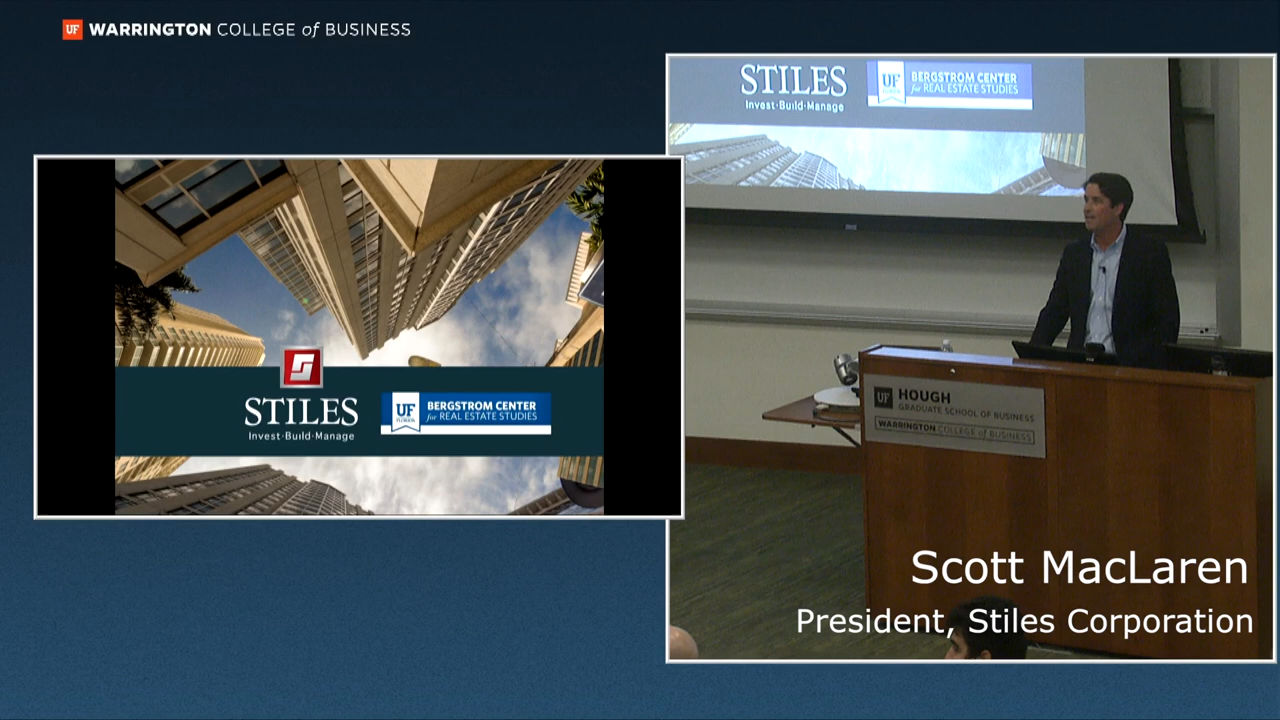 UF WARRINGTON COLLEGE of BUSINESS
STILES
Invest·Build·Manage
UF
FLORIDA
BERGSTROM CENTER
for REAL ESTATE STUDIES
STILES
Invest·Build·Manage
UF
FLORIDA
BERGSTROM CENTER
for REAL ESTATE STUDIES
UF HOUGH
GRADUATE SCHOOL OF BUSINESS
WARRINGTON COLLEGE of BUSINESS
Scott MacLaren
President, Stiles Corporation